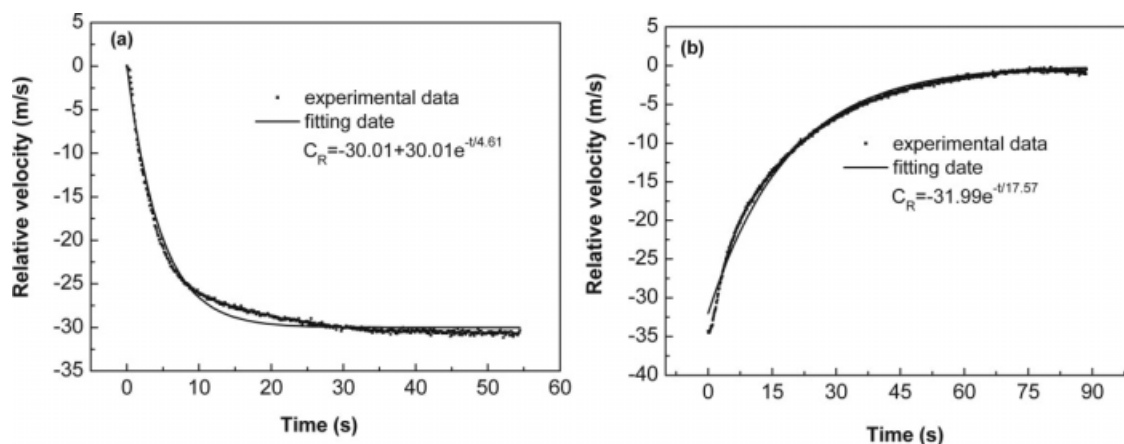 (a)
5
0
-5
-10
-15
-20
-25
-30
-35
Relative velocity (m/s)
experimental data
fitting date
C_R=-30.01+30.01e^{-t/4.61}
0 10 20 30 40 50 60
Time (s)
(b)
5
0
-5
-10
-15
-20
-25
-30
-35
-40
Relative velocity (m/s)
experimental data
fitting date
C_R=-31.99e^{-t/17.57}
0 15 30 45 60 75 90
Time (s)